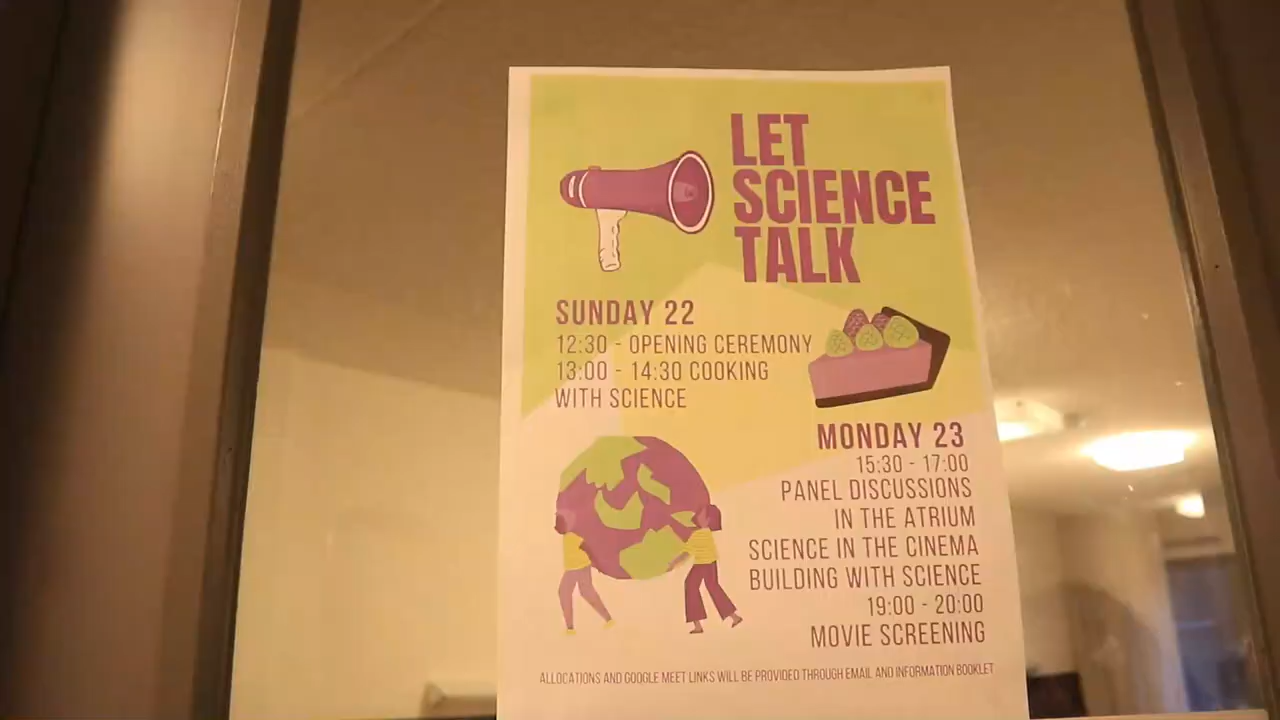 LET
SCIENCE
TALK
SUNDAY 22
12:30 - OPENING CEREMONY
13:00 - 14:30 COOKING
WITH SCIENCE
MONDAY 23
15:30 - 17:00
PANEL DISCUSSIONS
IN THE ATRIUM
SCIENCE IN THE CINEMA
BUILDING WITH SCIENCE
19:00 - 20:00
MOVIE SCREENING
ALLOCATIONS AND GOOGLE MEET LINKS WILL BE PROVIDED THROUGH EMAIL AND INFORMATION BOOKLET